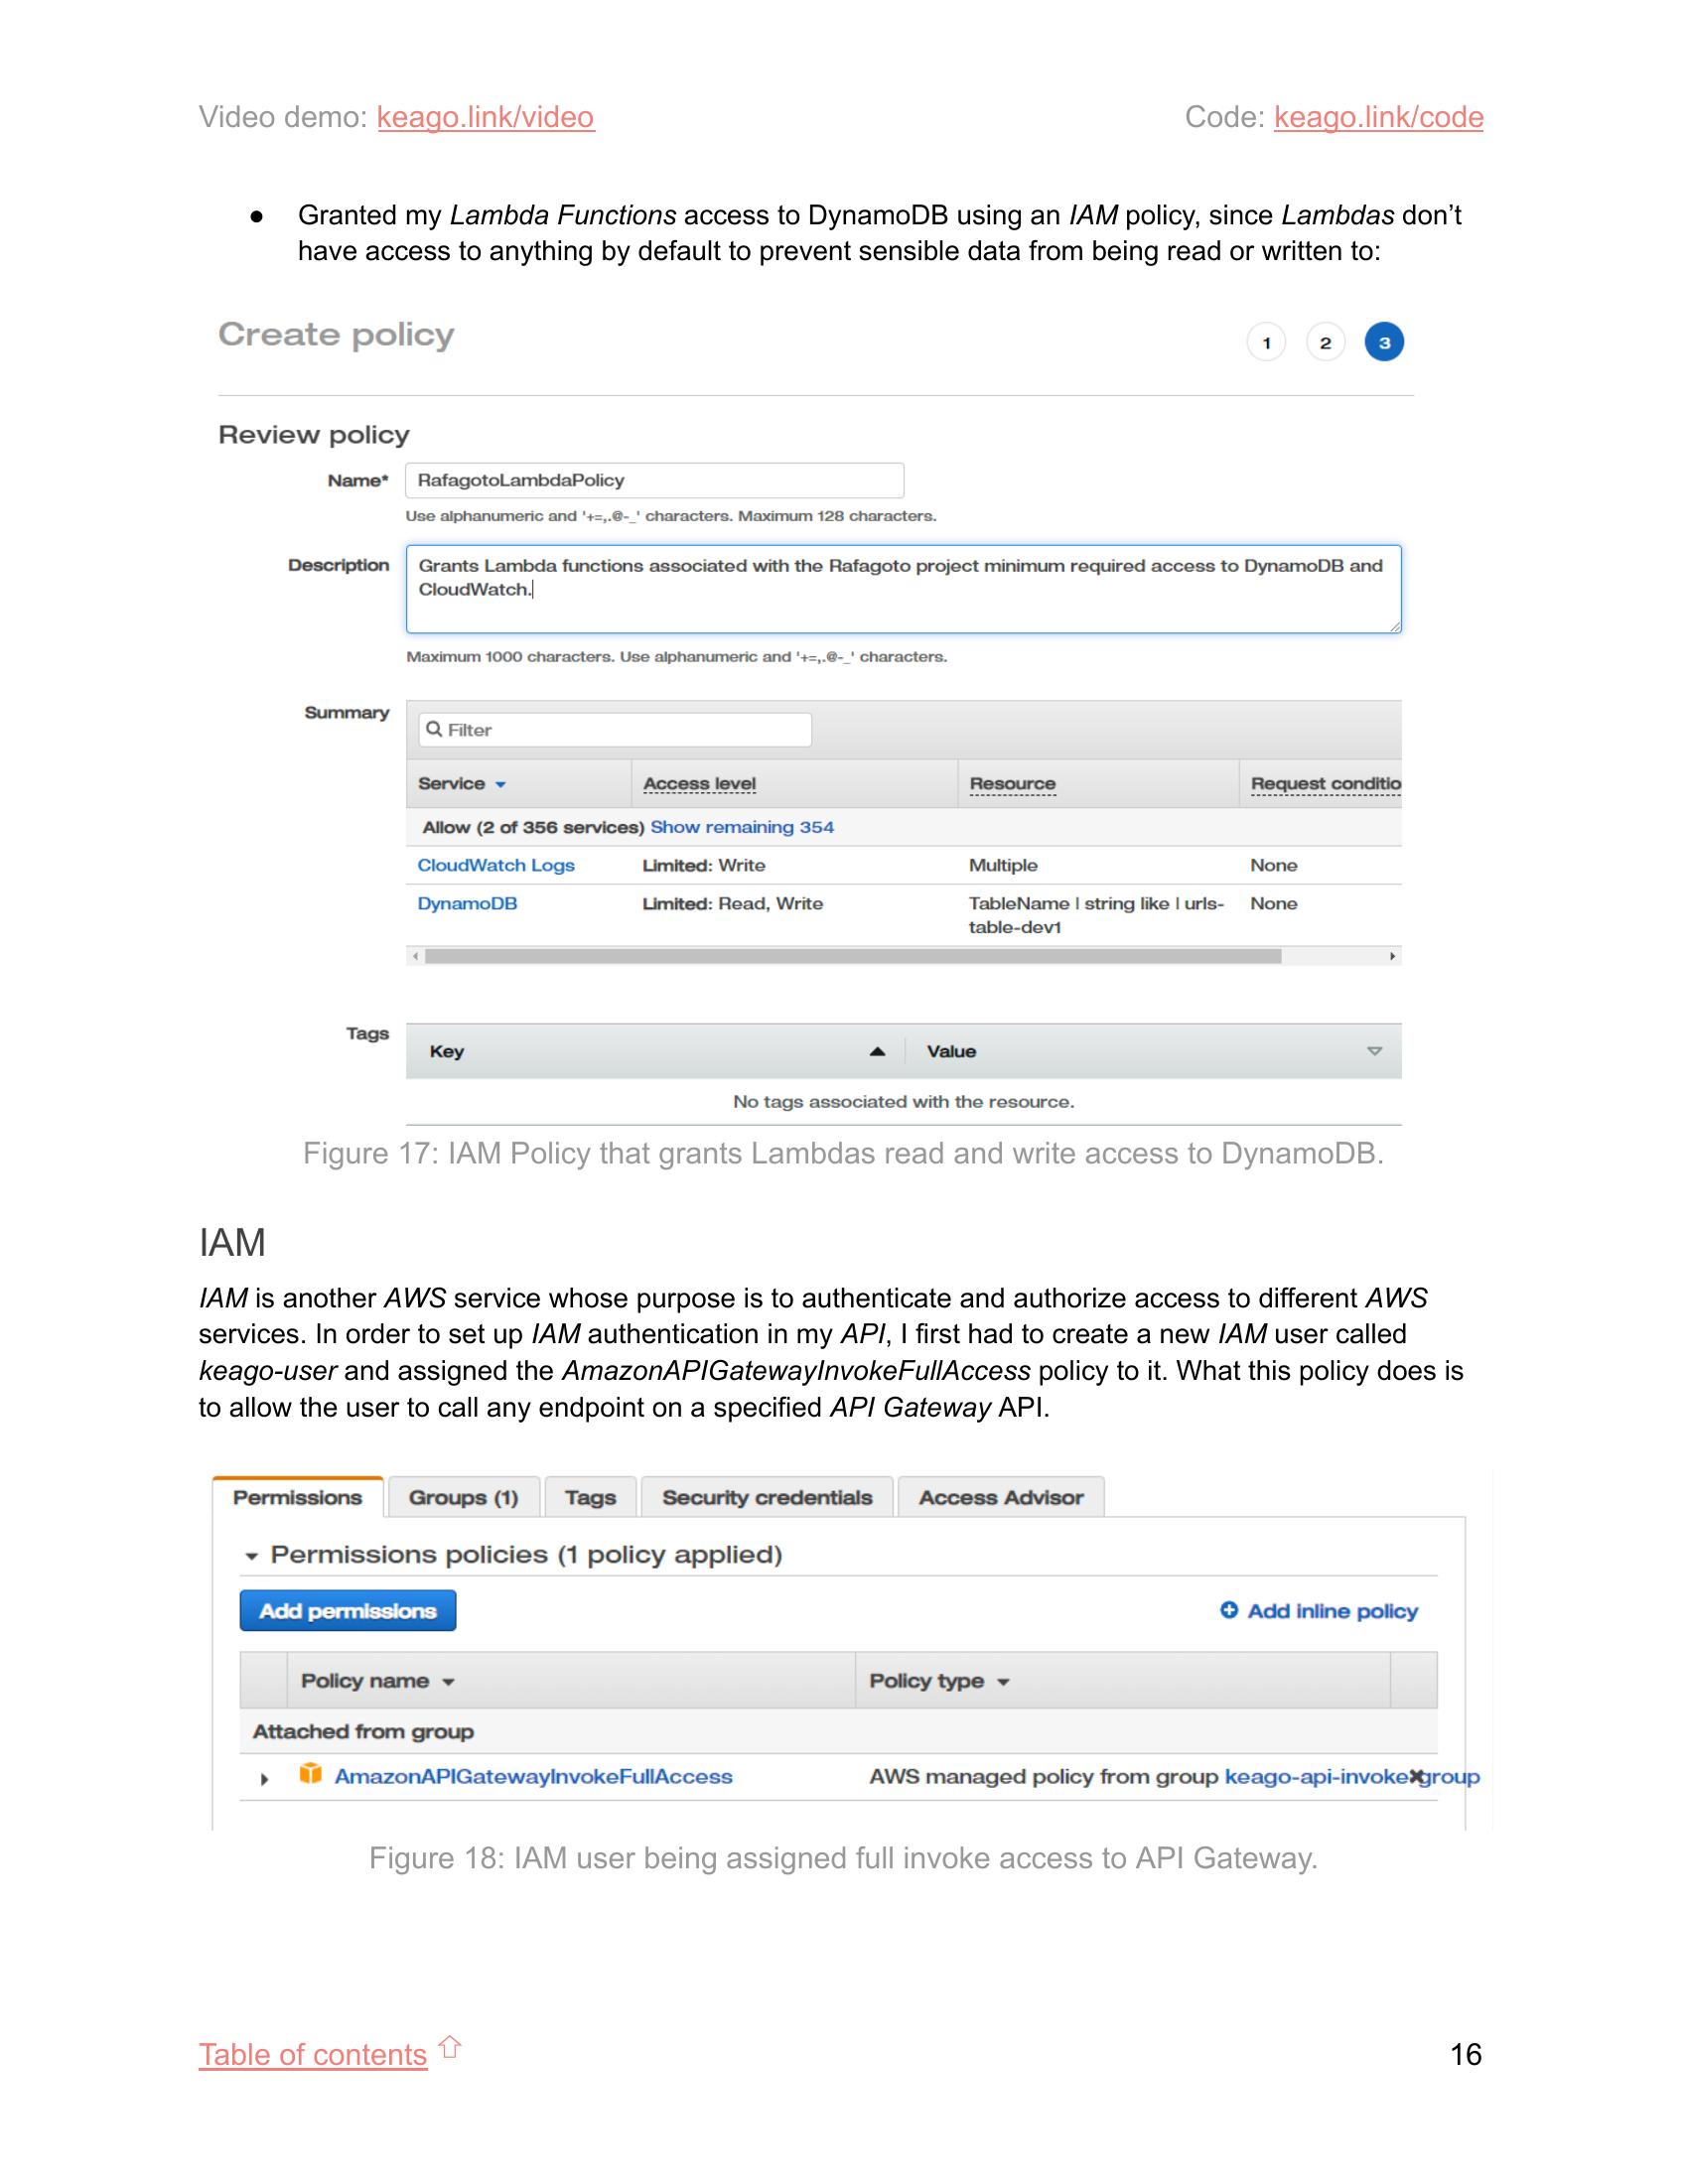 Video demo: keago.link/video Code: keago.link/code
● Granted my Lambda Functions access to DynamoDB using an IAM policy, since Lambdas don’t
have access to anything by default to prevent sensible data from being read or written to:
Create policy 1 2 3
Review policy
Name* RafagotoLambdaPolicy
Use alphanumeric and '+=,.@-_' characters. Maximum 128 characters.
Description Grants Lambda functions associated with the Rafagoto project minimum required access to DynamoDB and
CloudWatch.
Maximum 1000 characters. Use alphanumeric and '+=,.@-_' characters.
Summary Filter
Service Access level Resource Request conditio
Allow (2 of 356 services) Show remaining 354
CloudWatch Logs Limited: Write Multiple None
DynamoDB Limited: Read, Write TableName | string like | urls- None
table-dev1
Tags Key Value
No tags associated with the resource.
Figure 17: IAM Policy that grants Lambdas read and write access to DynamoDB.
IAM
IAM is another AWS service whose purpose is to authenticate and authorize access to different AWS
services. In order to set up IAM authentication in my API, I first had to create a new IAM user called
keago-user and assigned the AmazonAPIGatewayInvokeFullAccess policy to it. What this policy does is
to allow the user to call any endpoint on a specified API Gateway API.
Permissions Groups (1) Tags Security credentials Access Advisor
Permissions policies (1 policy applied)
Add permissions Add inline policy
Policy name Policy type
Attached from group
AmazonAPIGatewayInvokeFullAccess AWS managed policy from group keago-api-invoke-group
Figure 18: IAM user being assigned full invoke access to API Gateway.
Table of contents ⇧ 16